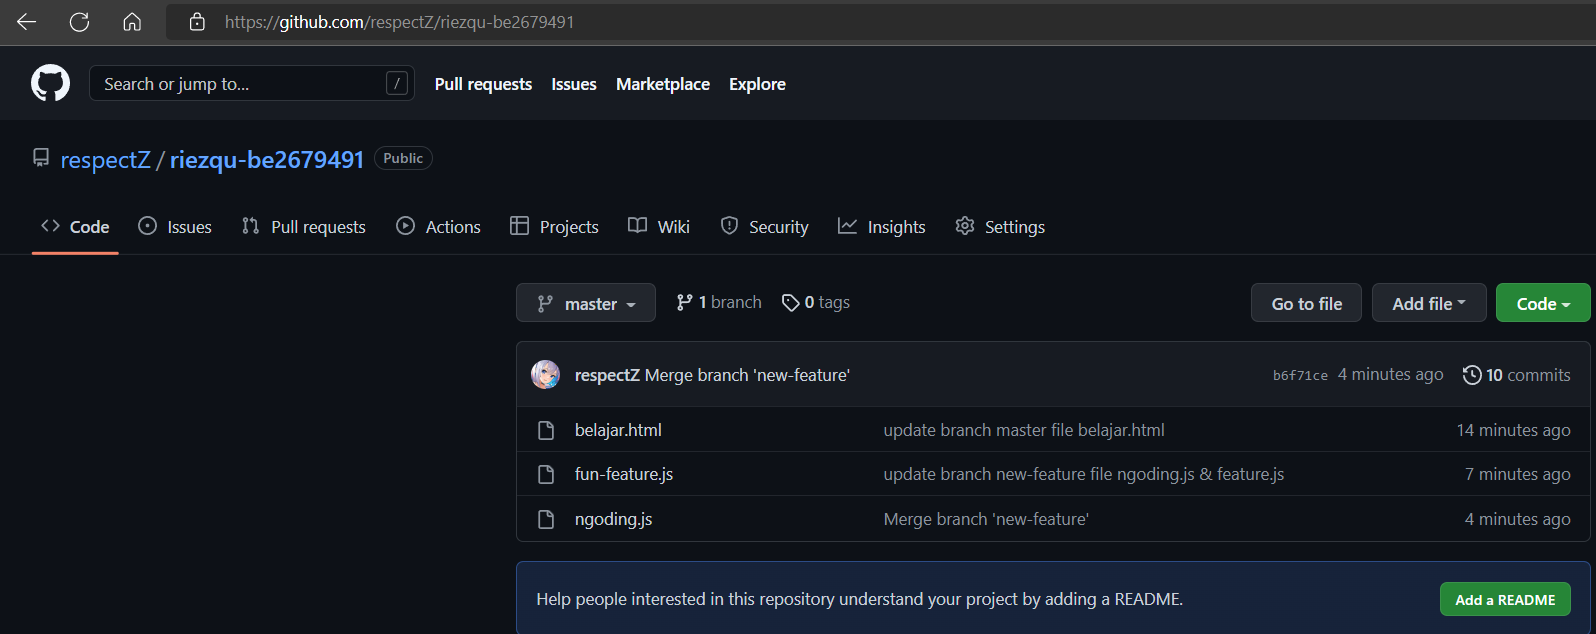 https://github.com/respectZ/riezqu-be2679491
Search or jump to... / Pull requests Issues Marketplace Explore
respectZ / riezqu-be2679491 Public
Code Issues Pull requests Actions Projects Wiki Security Insights Settings
master 1 branch 0 tags Go to file Add file Code
respectZ Merge branch 'new-feature' b6f71ce 4 minutes ago 10 commits
belajar.html update branch master file belajar.html 14 minutes ago
fun-feature.js update branch new-feature file ngoding.js & feature.js 7 minutes ago
ngoding.js Merge branch 'new-feature' 4 minutes ago
Help people interested in this repository understand your project by adding a README. Add a README